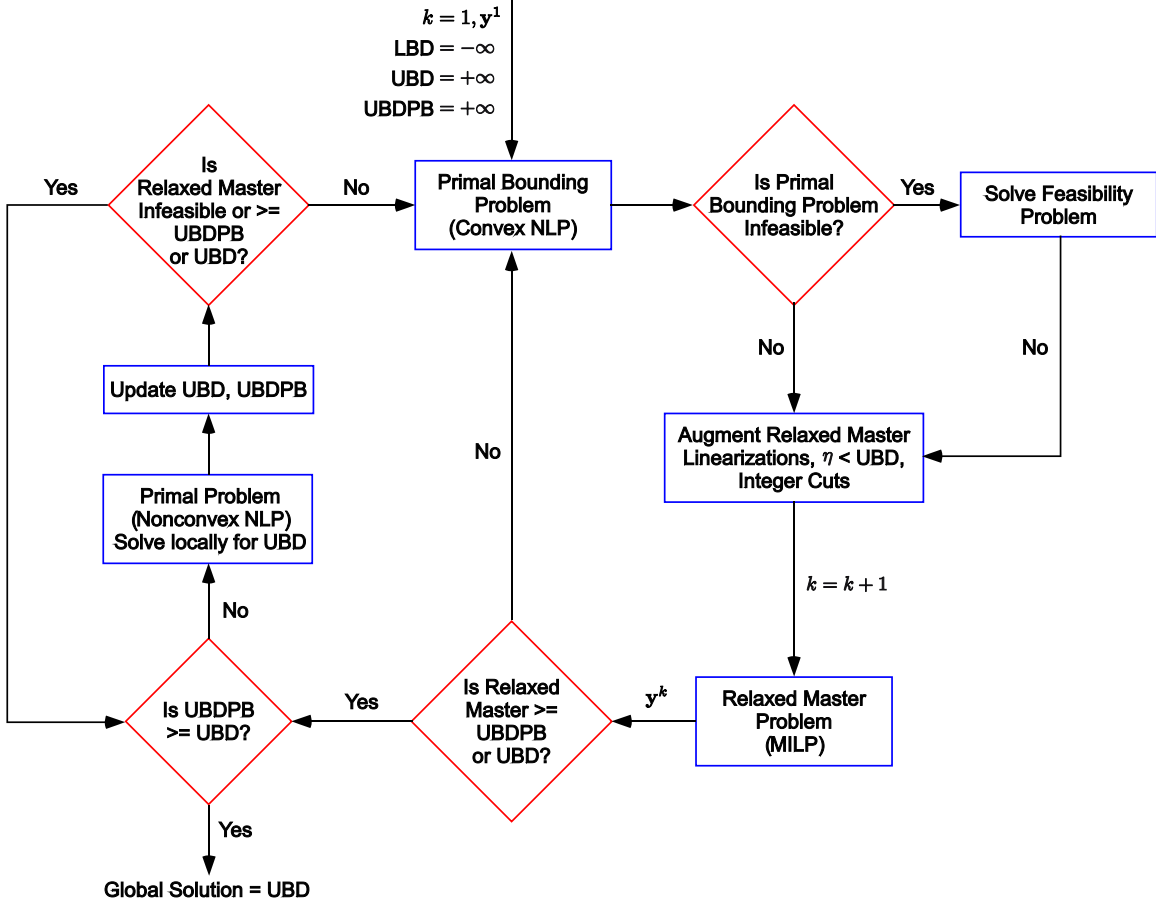 k = 1, y¹
LBD = −∞
UBD = +∞
UBDPB = +∞
Is
Relaxed Master
Infeasible or >=
UBDPB
or UBD?
Yes
No
Primal Bounding
Problem
(Convex NLP)
Is Primal
Bounding Problem
Infeasible?
Yes
Solve Feasibility
Problem
No
No
Update UBD, UBDPB
Augment Relaxed Master
Linearizations, η < UBD,
Integer Cuts
No
Primal Problem
(Nonconvex NLP)
Solve locally for UBD
k = k + 1
No
Is UBDPB
>= UBD?
Yes
Is Relaxed
Master >=
UBDPB
or UBD?
yᵏ
Relaxed Master
Problem
(MILP)
Yes
Global Solution = UBD